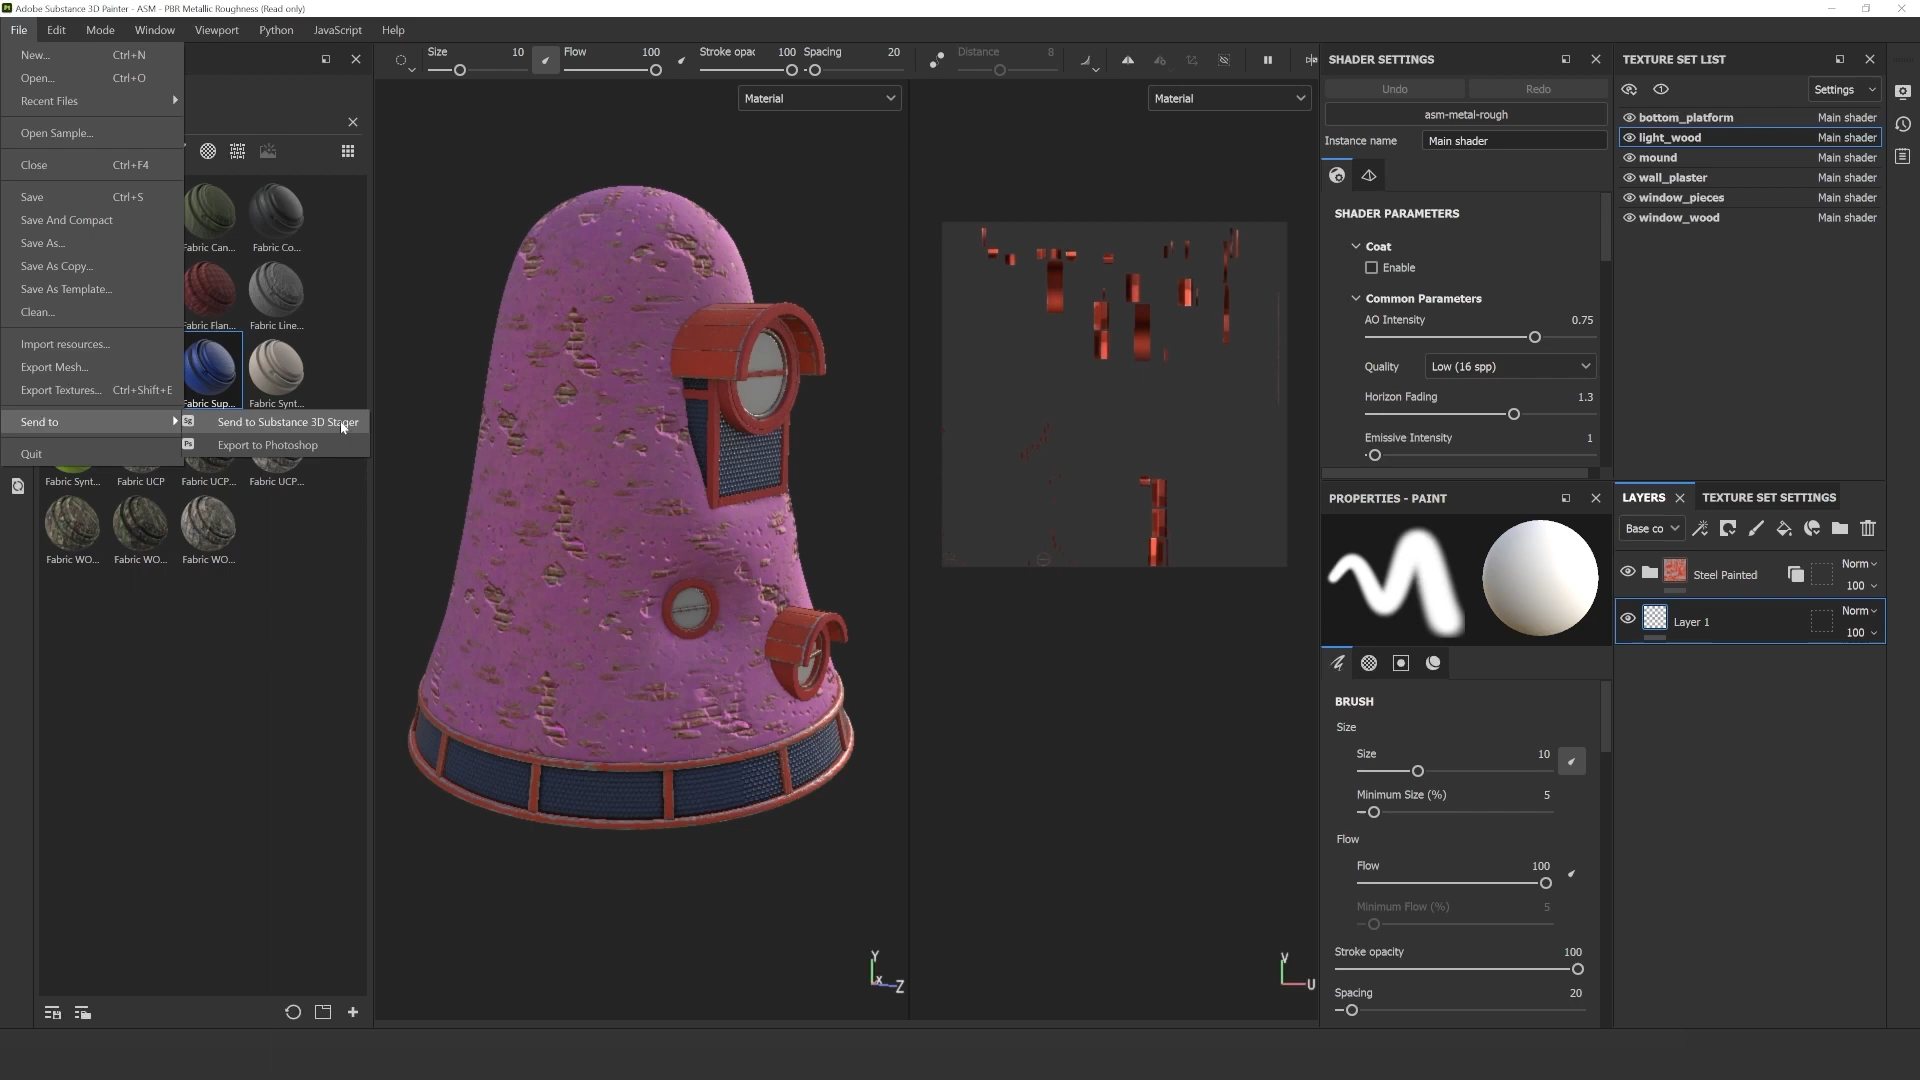 Adobe Substance 3D Painter - ASM - PBR Metallic Roughness (Read only)
File Edit Mode Window Viewport Python JavaScript Help
New... Ctrl+N
Open... Ctrl+O
Recent Files
Open Sample...
Close Ctrl+F4
Save Ctrl+S
Save And Compact
Save As...
Save As Copy...
Save As Template...
Clean...
Import resources...
Export Mesh...
Export Textures... Ctrl+Shift+E
Send to
Quit
Send to Substance 3D Stager
Export to Photoshop
Fabric Can... Fabric Co...
Fabric Flan... Fabric Line...
Fabric Sup... Fabric Synt...
Fabric Synt... Fabric UCP Fabric UCP... Fabric UCP...
Fabric WO... Fabric WO... Fabric WO...
Size 10 Flow 100 Stroke opac 100 Spacing 20 Distance 8
Material
Material
Y
X
Z
V
U
SHADER SETTINGS
Undo Redo
asm-metal-rough
Instance name Main shader
SHADER PARAMETERS
Coat
Enable
Common Parameters
AO Intensity 0.75
Quality Low (16 spp)
Horizon Fading 1.3
Emissive Intensity 1
PROPERTIES - PAINT
BRUSH
Size
Size 10
Minimum Size (%) 5
Flow
Flow 100
Minimum Flow (%) 5
Stroke opacity 100
Spacing 20
TEXTURE SET LIST
Settings
bottom_platform Main shader
light_wood Main shader
mound Main shader
wall_plaster Main shader
window_pieces Main shader
window_wood Main shader
LAYERS TEXTURE SET SETTINGS
Base co
Steel Painted Norm 100
Layer 1 Norm 100